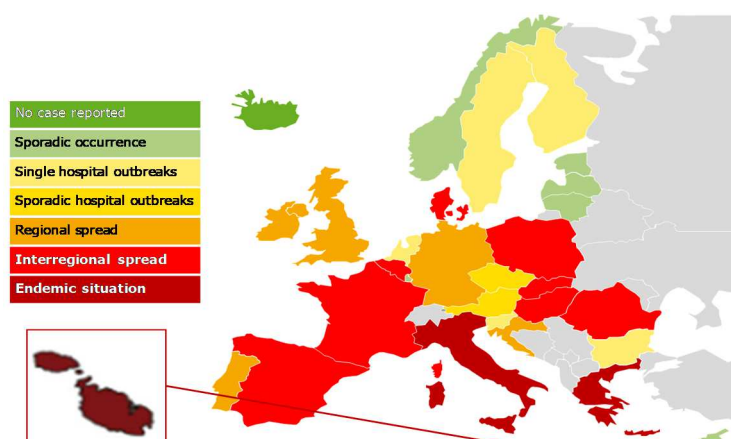 No case reported
Sporadic occurrence
Single hospital outbreaks
Sporadic hospital outbreaks
Regional spread
Interregional spread
Endemic situation